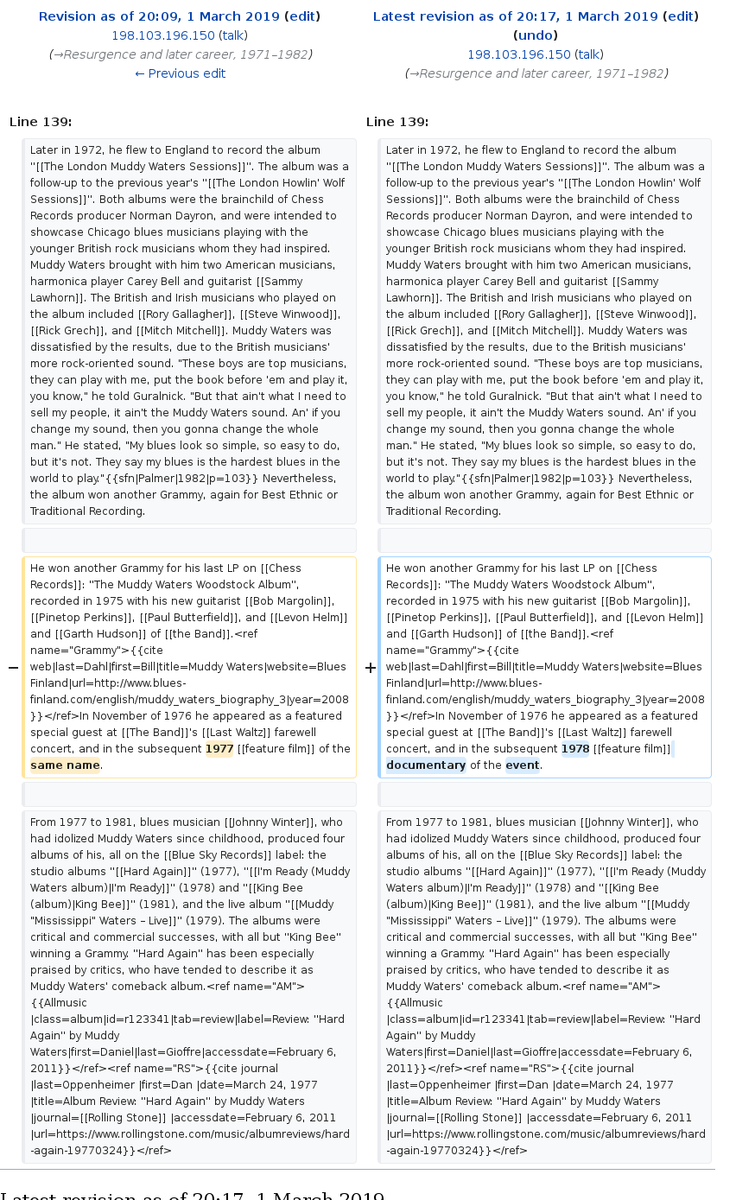 Revision as of 20:09, 1 March 2019 (edit)
198.103.196.150 (talk)
(→Resurgence and later career, 1971–1982)
← Previous edit
Latest revision as of 20:17, 1 March 2019 (edit)
(undo)
198.103.196.150 (talk)
(→Resurgence and later career, 1971–1982)
Line 139:
Later in 1972, he flew to England to record the album
"[[The London Muddy Waters Sessions]]". The album was a
follow-up to the previous year's "[[The London Howlin' Wolf
Sessions]]". Both albums were the brainchild of Chess
Records producer Norman Dayron, and were intended to
showcase Chicago blues musicians playing with the
younger British rock musicians whom they had inspired.
Muddy Waters brought with him two American musicians,
harmonica player Carey Bell and guitarist [[Sammy
Lawhorn]]. The British and Irish musicians who played on
the album included [[Rory Gallagher]], [[Steve Winwood]],
[[Rick Grech]], and [[Mitch Mitchell]]. Muddy Waters was
dissatisfied by the results, due to the British musicians'
more rock-oriented sound. "These boys are top musicians,
they can play with me, put the book before 'em and play it,
you know," he told Guralnick. "But that ain't what I need to
sell my people, it ain't the Muddy Waters sound. An' if you
change my sound, then you gonna change the whole
man." He stated, "My blues look so simple, so easy to do,
but it's not. They say my blues is the hardest blues in the
world to play."{{sfn|Palmer|1982|p=103}} Nevertheless,
the album won another Grammy, again for Best Ethnic or
Traditional Recording.
− He won another Grammy for his last LP on [[Chess
Records]]: "The Muddy Waters Woodstock Album",
recorded in 1975 with his new guitarist [[Bob Margolin]],
[[Pinetop Perkins]], [[Paul Butterfield]], and [[Levon Helm]]
and [[Garth Hudson]] of [[the Band]].<ref
name="Grammy">{{cite
web|last=Dahl|first=Bill|title=Muddy Waters|website=Blues
Finland|url=http://www.blues-
finland.com/english/muddy_waters_biography_3|year=2008
}}</ref>In November of 1976 he appeared as a featured
special guest at [[The Band]]'s [[Last Waltz]] farewell
concert, and in the subsequent 1977 [[feature film]] of the
same name.
From 1977 to 1981, blues musician [[Johnny Winter]], who
had idolized Muddy Waters since childhood, produced four
albums of his, all on the [[Blue Sky Records]] label: the
studio albums "[[Hard Again]]" (1977), "[[I'm Ready (Muddy
Waters album)|I'm Ready]]" (1978) and "[[King Bee
(album)|King Bee]]" (1981), and the live album "[[Muddy
"Mississippi" Waters – Live]]" (1979). The albums were
critical and commercial successes, with all but "King Bee"
winning a Grammy. "Hard Again" has been especially
praised by critics, who have tended to describe it as
Muddy Waters' comeback album.<ref name="AM">
{{Allmusic
|class=album|id=r123341|tab=review|label=Review: "Hard
Again" by Muddy
Waters|first=Daniel|last=Gioffre|accessdate=February 6,
2011}}</ref><ref name="RS">{{cite journal
|last=Oppenheimer |first=Dan |date=March 24, 1977
|title=Album Review: "Hard Again" by Muddy Waters
|journal=[[Rolling Stone]] |accessdate=February 6, 2011
|url=https://www.rollingstone.com/music/albumreviews/hard
-again-19770324}}</ref>
Line 139:
Later in 1972, he flew to England to record the album
"[[The London Muddy Waters Sessions]]". The album was a
follow-up to the previous year's "[[The London Howlin' Wolf
Sessions]]". Both albums were the brainchild of Chess
Records producer Norman Dayron, and were intended to
showcase Chicago blues musicians playing with the
younger British rock musicians whom they had inspired.
Muddy Waters brought with him two American musicians,
harmonica player Carey Bell and guitarist [[Sammy
Lawhorn]]. The British and Irish musicians who played on
the album included [[Rory Gallagher]], [[Steve Winwood]],
[[Rick Grech]], and [[Mitch Mitchell]]. Muddy Waters was
dissatisfied by the results, due to the British musicians'
more rock-oriented sound. "These boys are top musicians,
they can play with me, put the book before 'em and play it,
you know," he told Guralnick. "But that ain't what I need to
sell my people, it ain't the Muddy Waters sound. An' if you
change my sound, then you gonna change the whole
man." He stated, "My blues look so simple, so easy to do,
but it's not. They say my blues is the hardest blues in the
world to play."{{sfn|Palmer|1982|p=103}} Nevertheless,
the album won another Grammy, again for Best Ethnic or
Traditional Recording.
+ He won another Grammy for his last LP on [[Chess
Records]]: "The Muddy Waters Woodstock Album",
recorded in 1975 with his new guitarist [[Bob Margolin]],
[[Pinetop Perkins]], [[Paul Butterfield]], and [[Levon Helm]]
and [[Garth Hudson]] of [[the Band]].<ref
name="Grammy">{{cite
web|last=Dahl|first=Bill|title=Muddy Waters|website=Blues
Finland|url=http://www.blues-
finland.com/english/muddy_waters_biography_3|year=2008
}}</ref>In November of 1976 he appeared as a featured
special guest at [[The Band]]'s [[Last Waltz]] farewell
concert, and in the subsequent 1978 [[feature film]]
documentary of the event.
From 1977 to 1981, blues musician [[Johnny Winter]], who
had idolized Muddy Waters since childhood, produced four
albums of his, all on the [[Blue Sky Records]] label: the
studio albums "[[Hard Again]]" (1977), "[[I'm Ready (Muddy
Waters album)|I'm Ready]]" (1978) and "[[King Bee
(album)|King Bee]]" (1981), and the live album "[[Muddy
"Mississippi" Waters – Live]]" (1979). The albums were
critical and commercial successes, with all but "King Bee"
winning a Grammy. "Hard Again" has been especially
praised by critics, who have tended to describe it as
Muddy Waters' comeback album.<ref name="AM">
{{Allmusic
|class=album|id=r123341|tab=review|label=Review: "Hard
Again" by Muddy
Waters|first=Daniel|last=Gioffre|accessdate=February 6,
2011}}</ref><ref name="RS">{{cite journal
|last=Oppenheimer |first=Dan |date=March 24, 1977
|title=Album Review: "Hard Again" by Muddy Waters
|journal=[[Rolling Stone]] |accessdate=February 6, 2011
|url=https://www.rollingstone.com/music/albumreviews/hard
-again-19770324}}</ref>
Latest revision as of 20:17, 1 March 2019